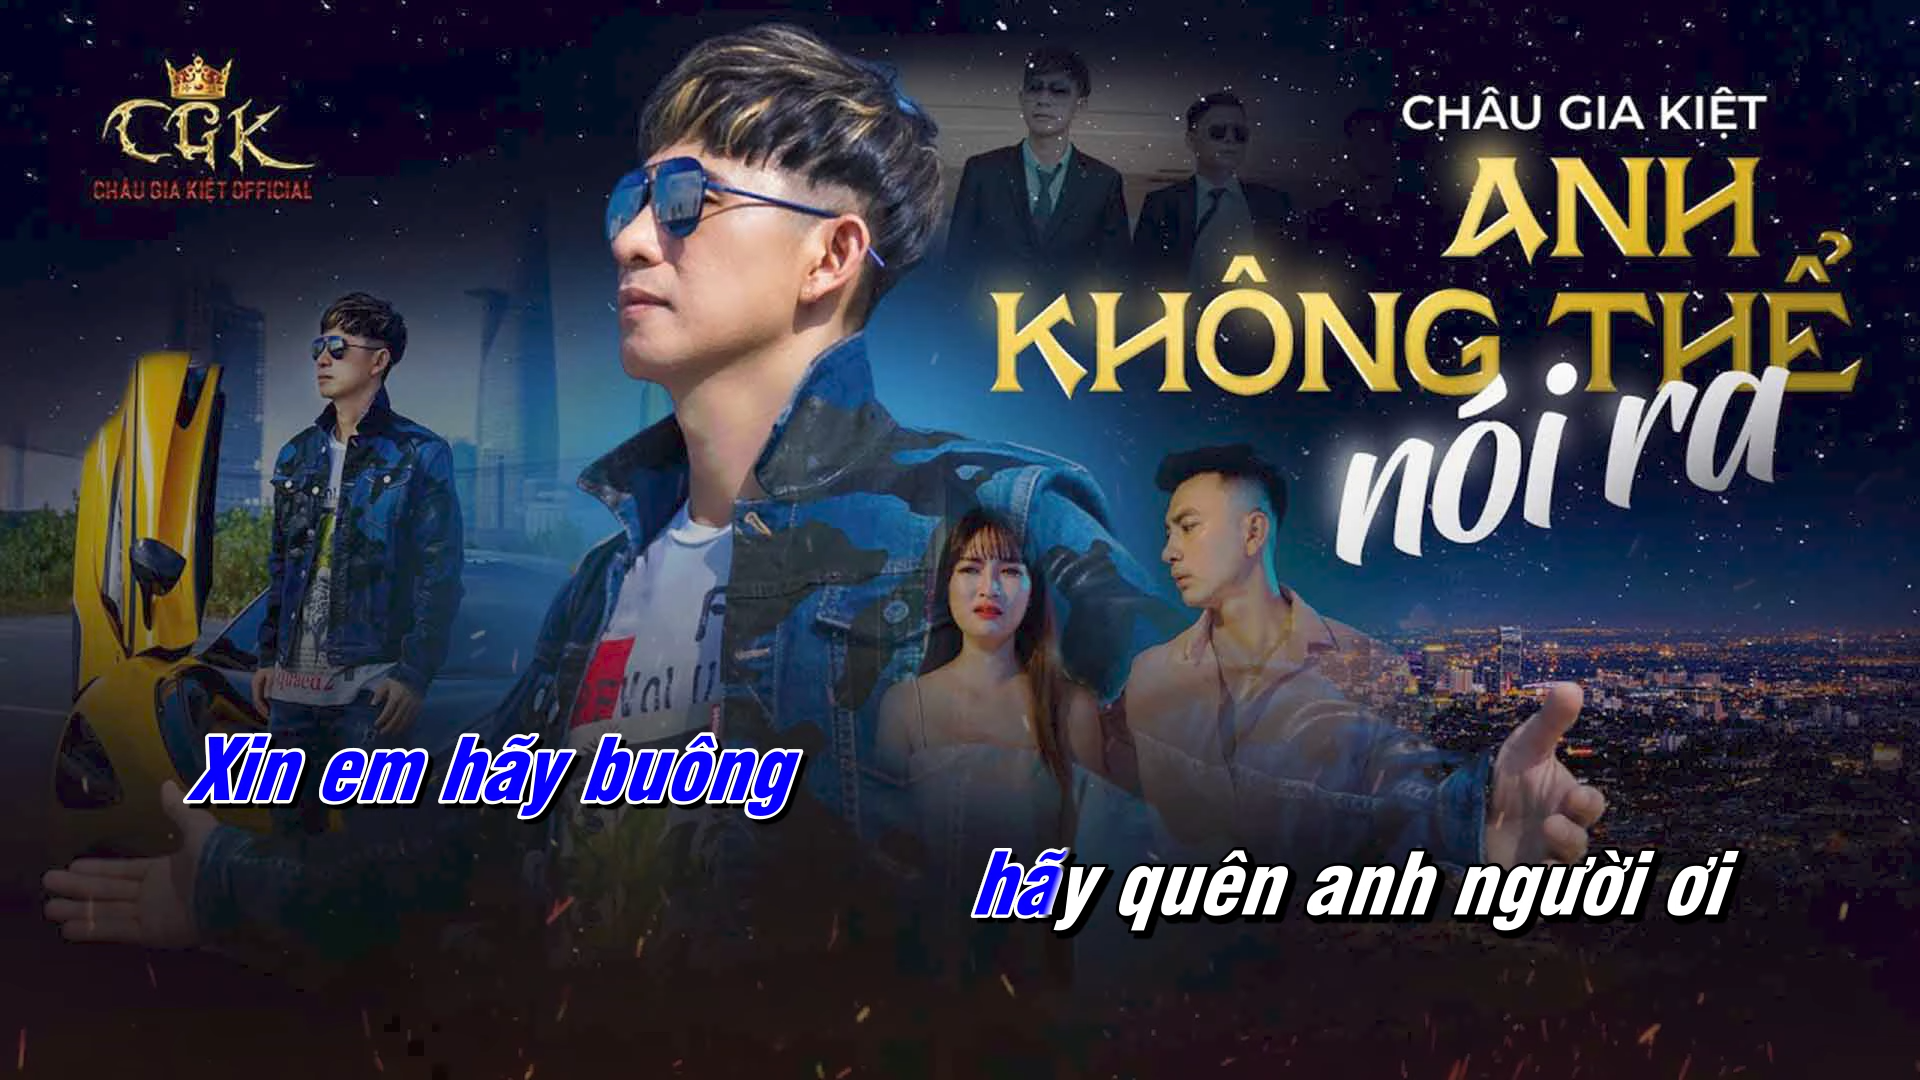 CGK
CHÂU GIA KIỆT OFFICIAL
CHÂU GIA KIỆT
ANH
KHÔNG THỂ
nói ra
Xin em hãy buông
hãy quên anh người ơi